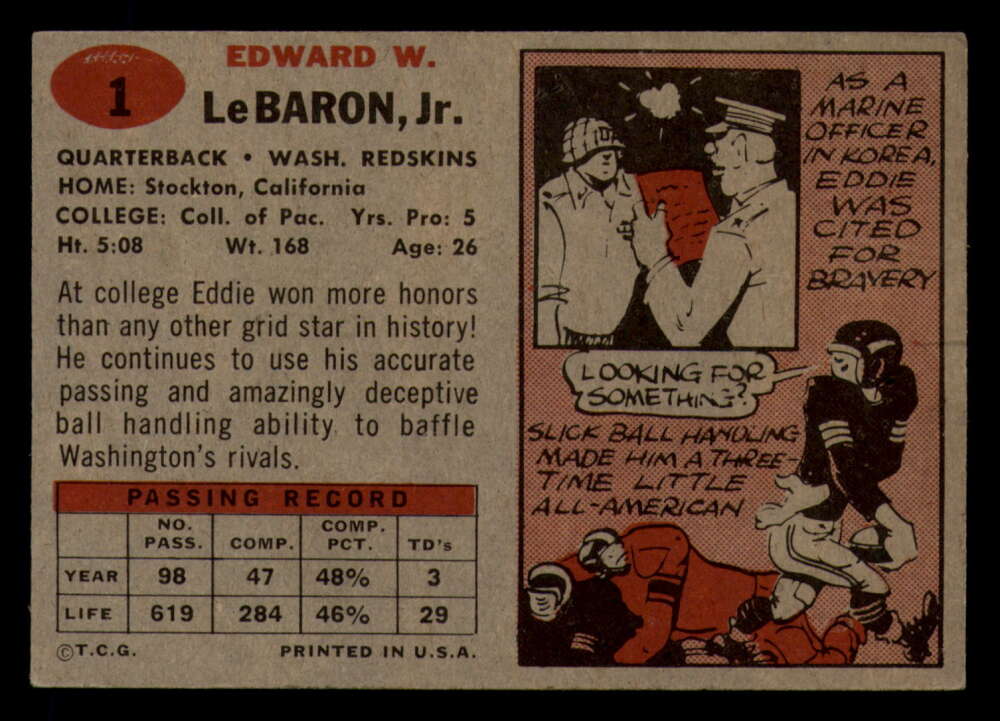 1
EDWARD W.
LeBARON, Jr.
QUARTERBACK • WASH. REDSKINS
HOME: Stockton, California
COLLEGE: Coll. of Pac. Yrs. Pro: 5
Ht. 5:08 Wt. 168 Age: 26
At college Eddie won more honors
than any other grid star in history!
He continues to use his accurate
passing and amazingly deceptive
ball handling ability to baffle
Washington's rivals.
PASSING RECORD
NO. PASS. COMP. COMP. PCT. TD's
YEAR 98 47 48% 3
LIFE 619 284 46% 29
©T.C.G. PRINTED IN U.S.A.
AS A
MARINE
OFFICER
IN KOREA,
EDDIE
WAS
CITED
FOR
BRAVERY
LOOKING FOR
SOMETHING?
SLICK BALL HANDLING
MADE HIM A THREE-
TIME LITTLE
ALL-AMERICAN